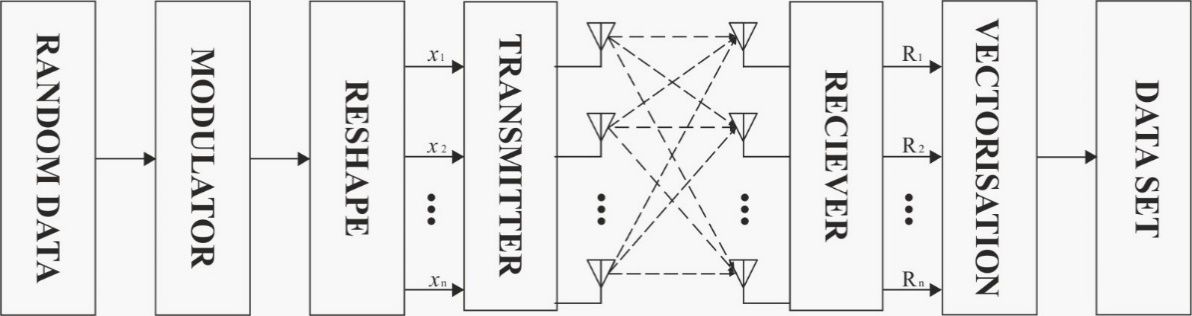 RANDOM DATA
MODULATOR
RESHAPE
x1
x2
xn
TRANSMITTER
RECIEVER
R1
R2
Rn
VECTORISATION
DATA SET